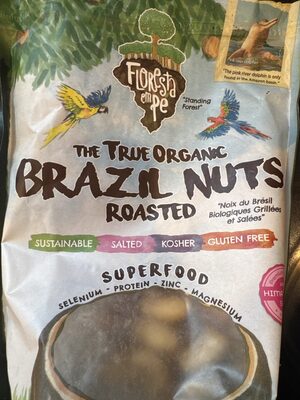 FLORESTA
em
PÉ
"Standing
Forest"
"The pink river dolphin is only
found in the Amazon basin."
THE TRUE ORGANIC
BRAZIL NUTS
ROASTED
"Noix du Brésil
Biologiques Grillées
et Salées"
SUSTAINABLE SALTED KOSHER GLUTEN FREE
SUPERFOOD
SELENIUM - PROTEIN - ZINC - MAGNESIUM
HIMA